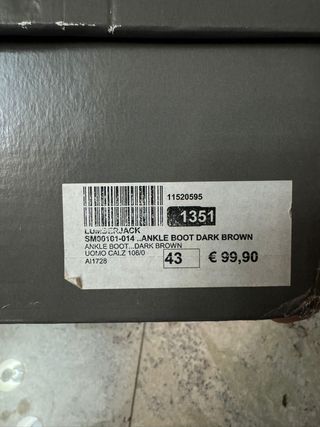 11520595
1351
LUMBERJACK
SM00101-014 ..ANKLE BOOT DARK BROWN
ANKLE BOOT...DARK BROWN
UOMO CALZ 106/0
43 € 99,90
AI1728